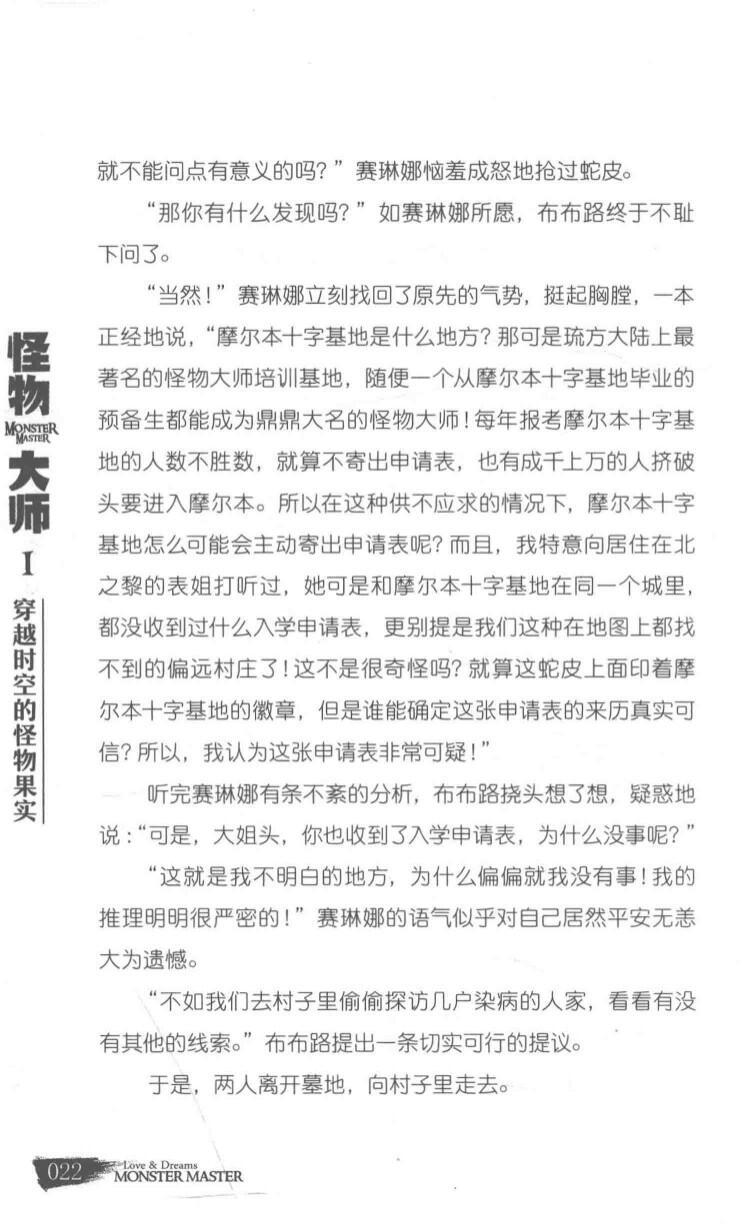 就不能问点有意义的吗？”赛琳娜恼羞成怒地抢过蛇皮。
“那你有什么发现吗？”如赛琳娜所愿，布布路终于不耻
下问了。
“当然！”赛琳娜立刻找回了原先的气势，挺起胸膛，一本
正经地说，“摩尔本十字基地是什么地方？那可是琉方大陆上最
著名的怪物大师培训基地，随便一个从摩尔本十字基地毕业的
预备生都能成为鼎鼎大名的怪物大师！每年报考摩尔本十字基
地的人数不胜数，就算不寄出申请表，也有成千上万的人挤破
头要进入摩尔本。所以在这种供不应求的情况下，摩尔本十字
基地怎么可能会主动寄出申请表呢？而且，我特意向居住在北
之黎的表姐打听过，她可是和摩尔本十字基地在同一个城里，
都没收到过什么入学申请表，更别提是我们这种在地图上都找
不到的偏远村庄了！这不是很奇怪吗？就算这蛇皮上面印着摩
尔本十字基地的徽章，但是谁能确定这张申请表的来历真实可
信？所以，我认为这张申请表非常可疑！”
听完赛琳娜有条不紊的分析，布布路挠头想了想，疑惑地
说：“可是，大姐头，你也收到了入学申请表，为什么没事呢？”
“这就是我不明白的地方，为什么偏偏就我没有事！我的
推理明明很严密的！”赛琳娜的语气似乎对自己居然平安无恙
大为遗憾。
“不如我们去村子里偷偷探访几户染病的人家，看看有没
有其他的线索。”布布路提出一条切实可行的提议。
于是，两人离开墓地，向村子里走去。
怪物
MONSTER
MASTER
大师
I
穿越时空的怪物果实
022
Love & Dreams
MONSTER MASTER